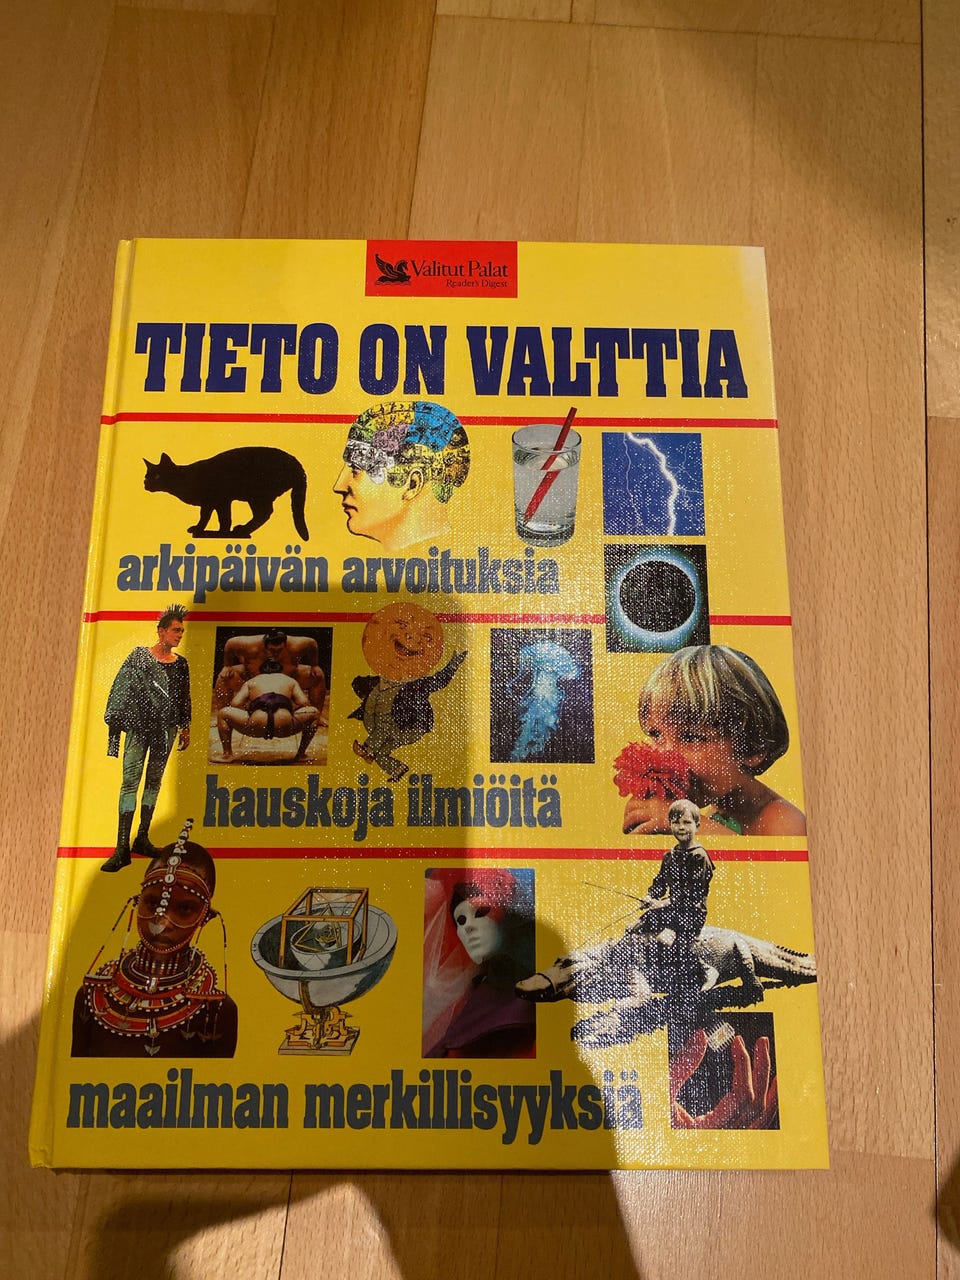 Valitut Palat
Reader's Digest
TIETO ON VALTTIA
arkipäivän arvoituksia
hauskoja ilmiöitä
maailman merkillisyyksiä